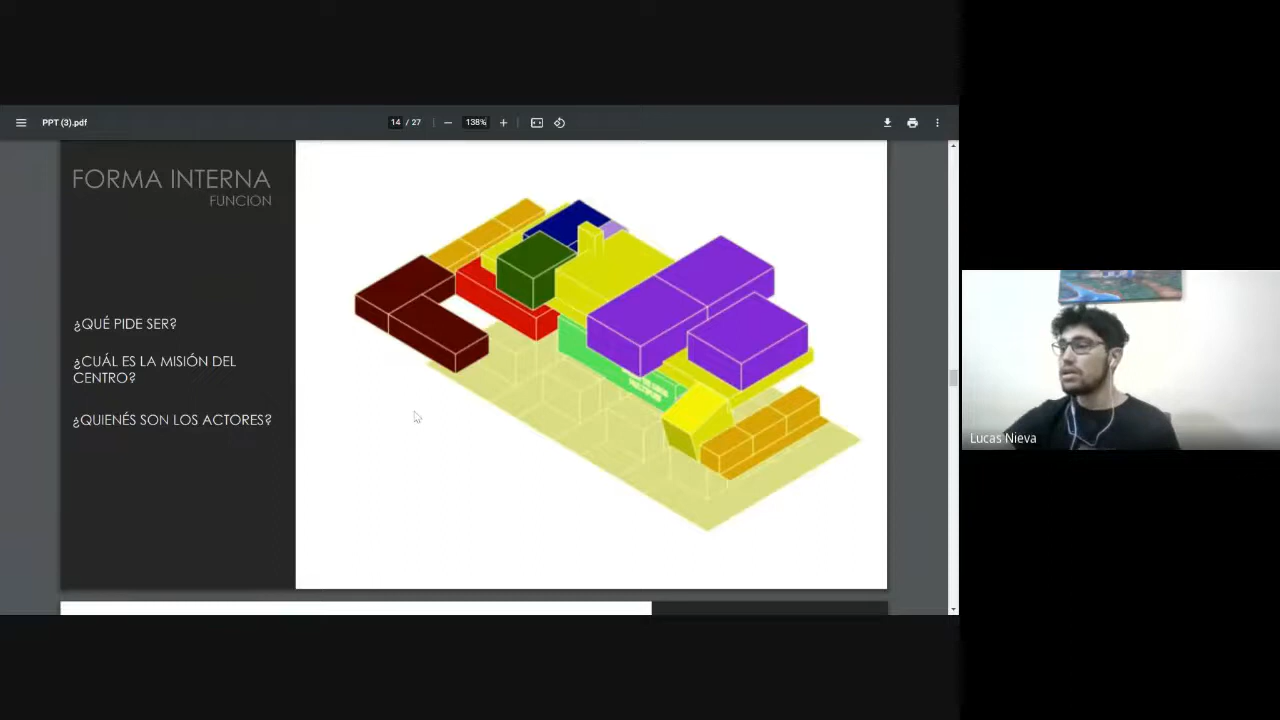 PPT (3).pdf
14 / 27
138%
FORMA INTERNA
FUNCION
¿QUÉ PIDE SER?
¿CUÁL ES LA MISIÓN DEL
CENTRO?
¿QUIENÉS SON LOS ACTORES?
Lucas Nieva